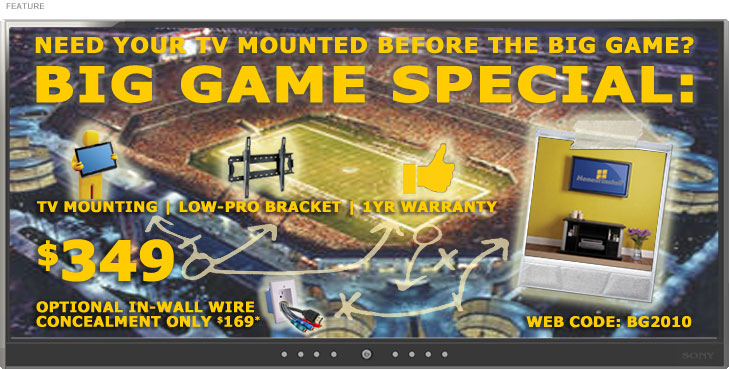 FEATURE
NEED YOUR TV MOUNTED BEFORE THE BIG GAME?
BIG GAME SPECIAL:
TV MOUNTING | LOW-PRO BRACKET | 1YR WARRANTY
$349
OPTIONAL IN-WALL WIRE
CONCEALMENT ONLY $169*
WEB CODE: BG2010
SONY